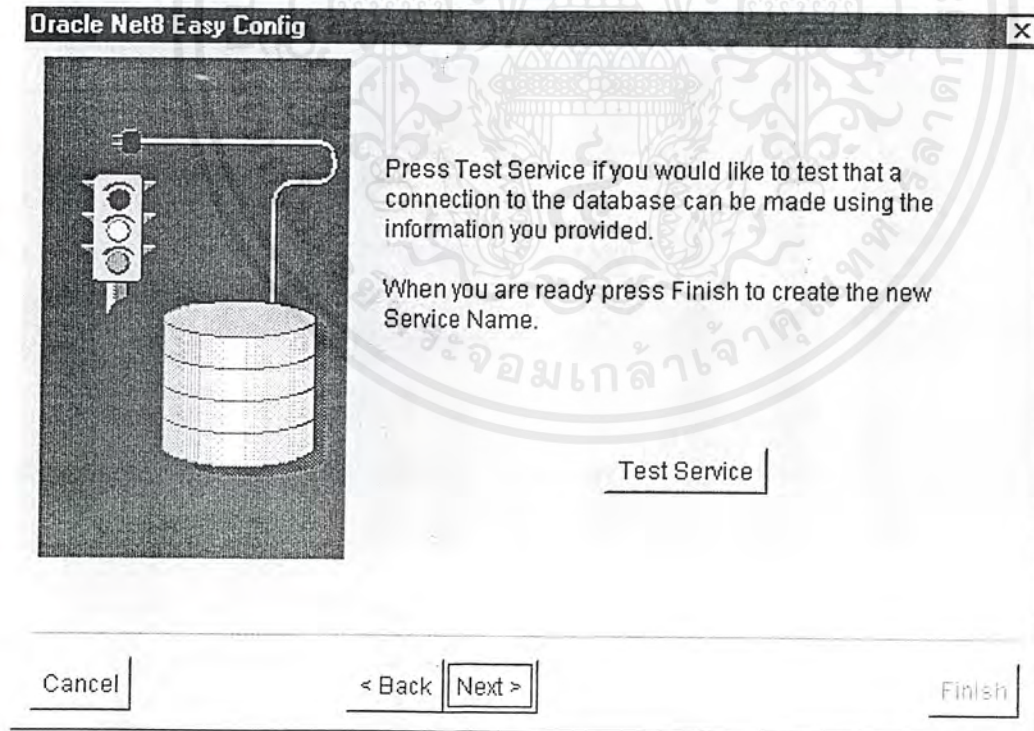 Oracle Net8 Easy Config
Press Test Service if you would like to test that a
connection to the database can be made using the
information you provided.
When you are ready press Finish to create the new
Service Name.
Test Service
Cancel
< Back
Next >
Finish